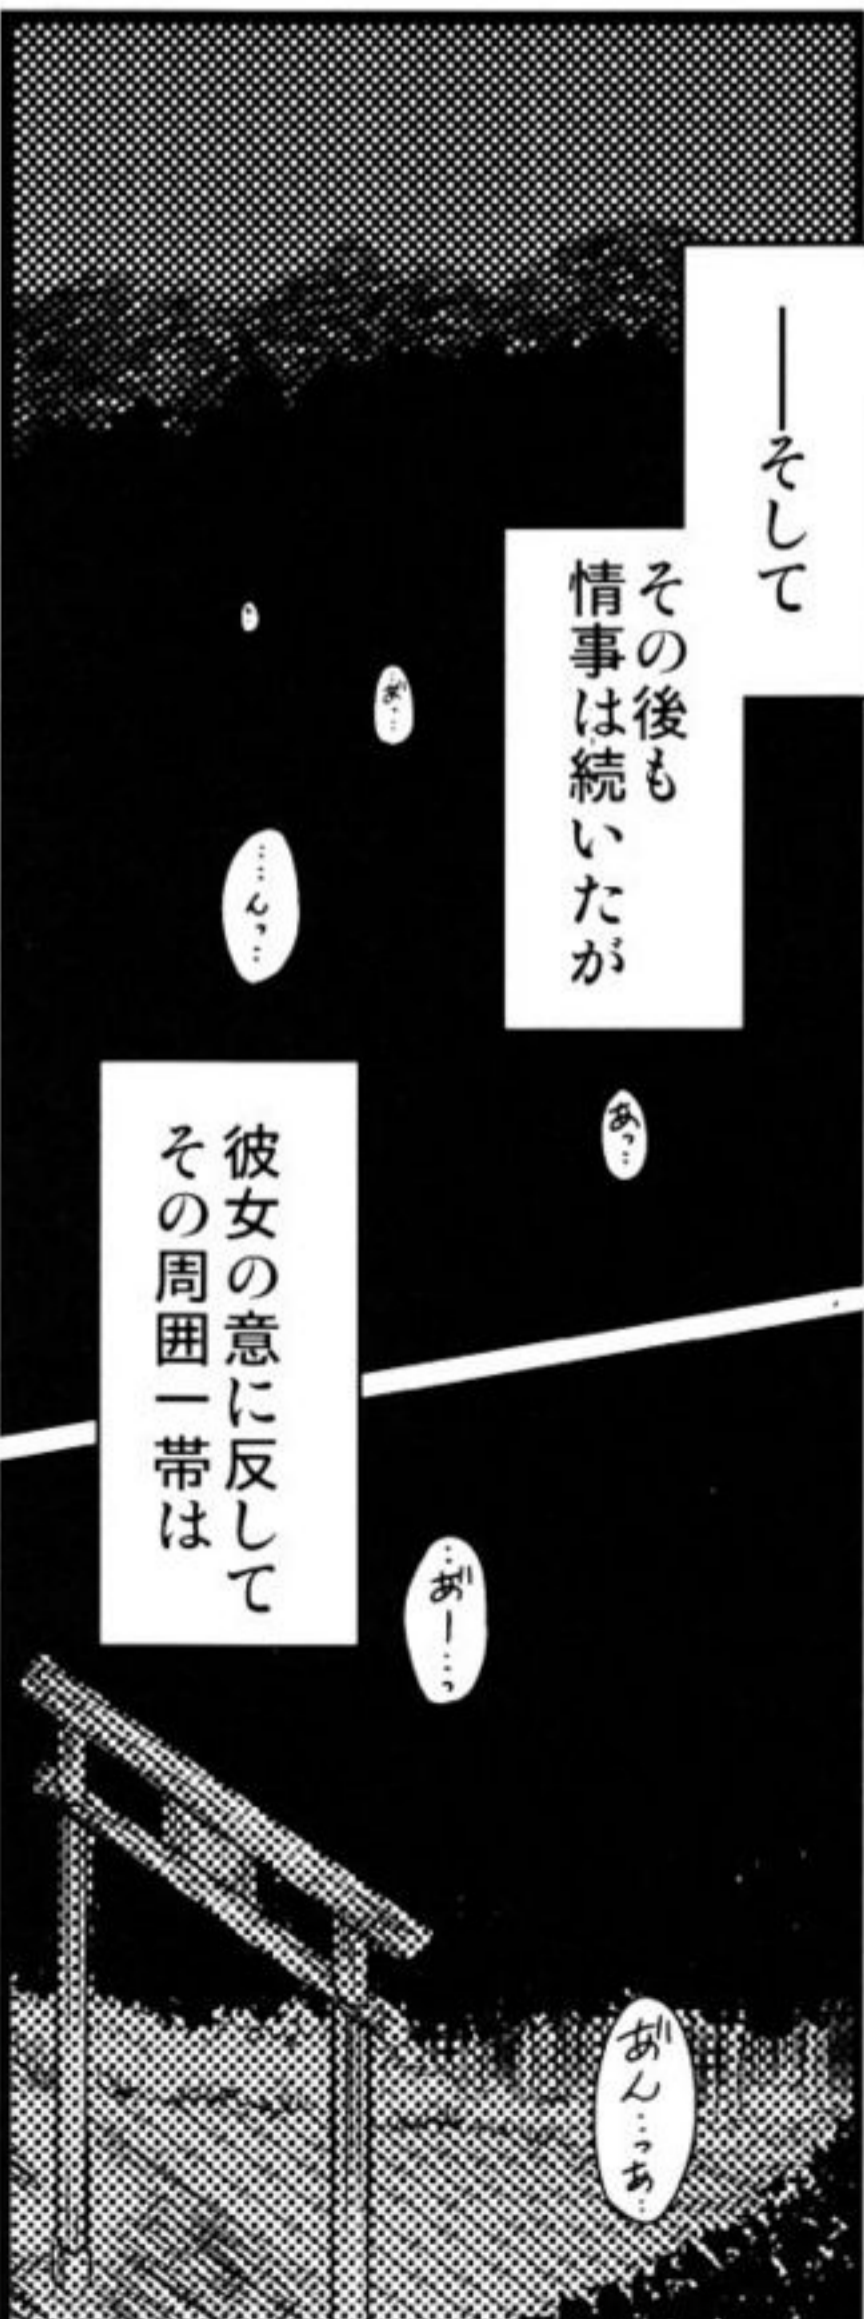 ――そして
その後も
情事は続いたが
あ゛っ…
……んっ…
あっ…
彼女の意に反して
その周囲一帯は
…あ゛ー…っ
あ゛ん…っあ…